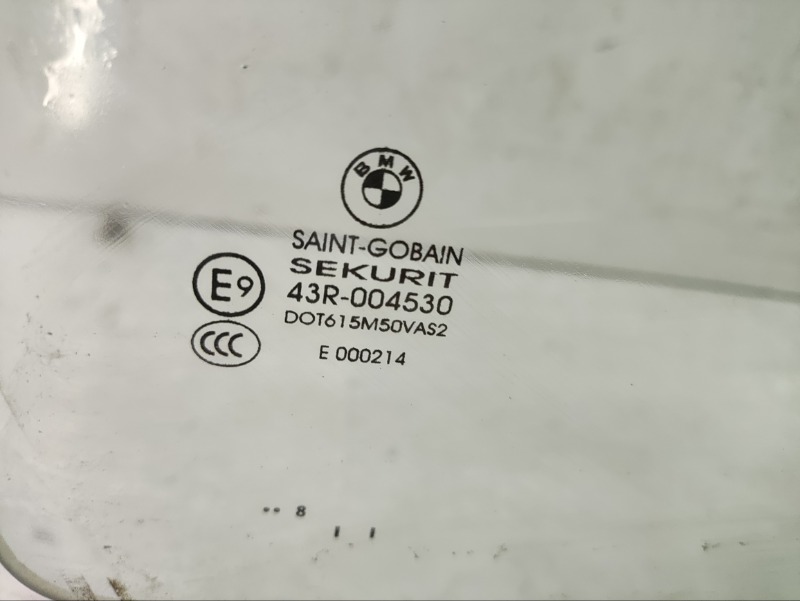 BMW
SAINT-GOBAIN
SEKURIT
E9
43R-004530
DOT615M50VAS2
CCC
E 000214
.. 8